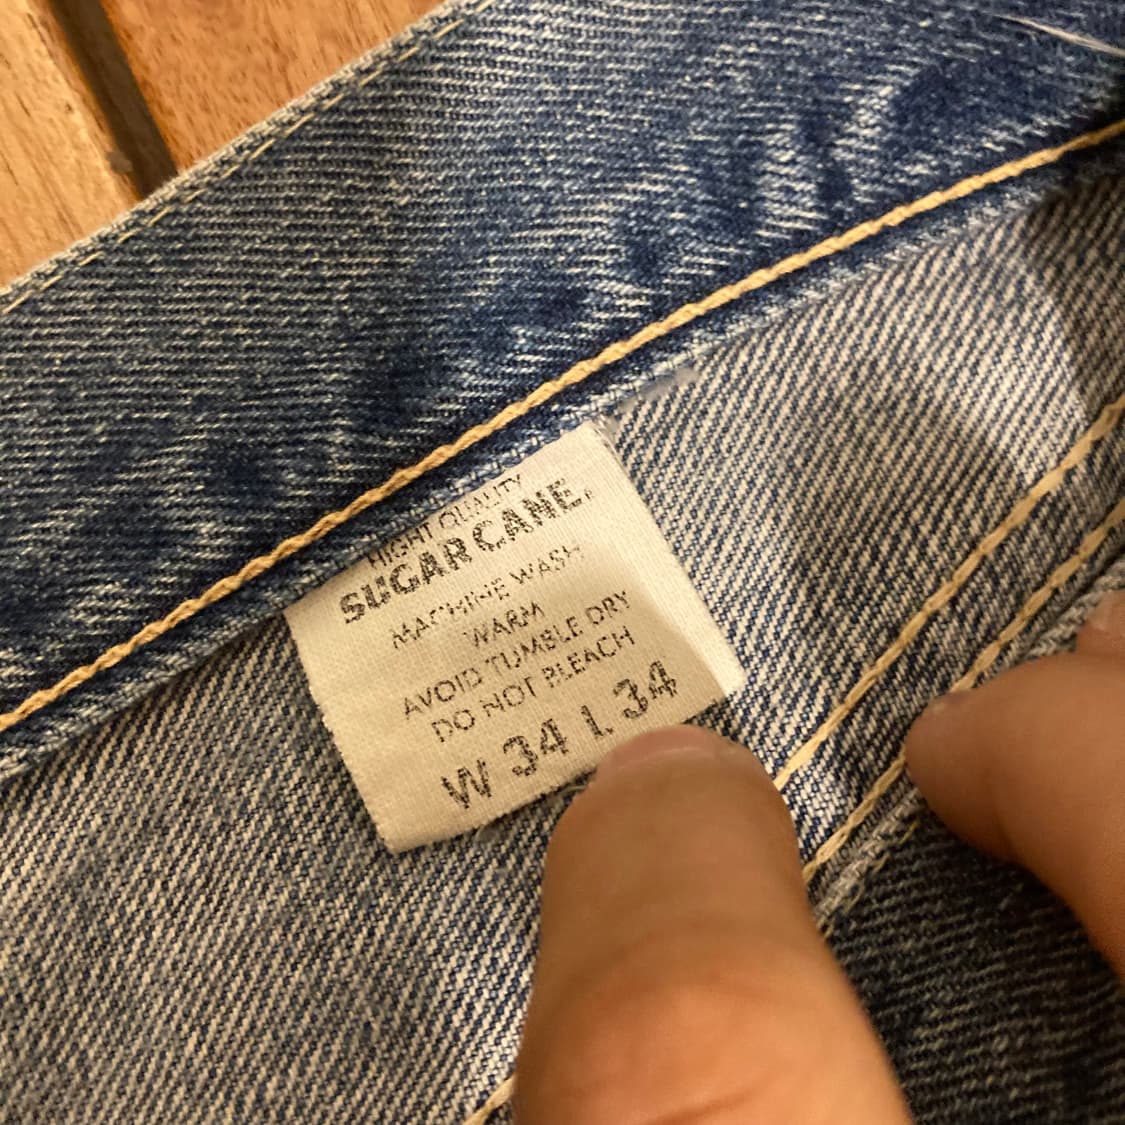 HIGHT QUALITY
SUGAR CANE.
MACHINE WASH
WARM
AVOID TUMBLE DRY
DO NOT BLEACH
W 34 L 34